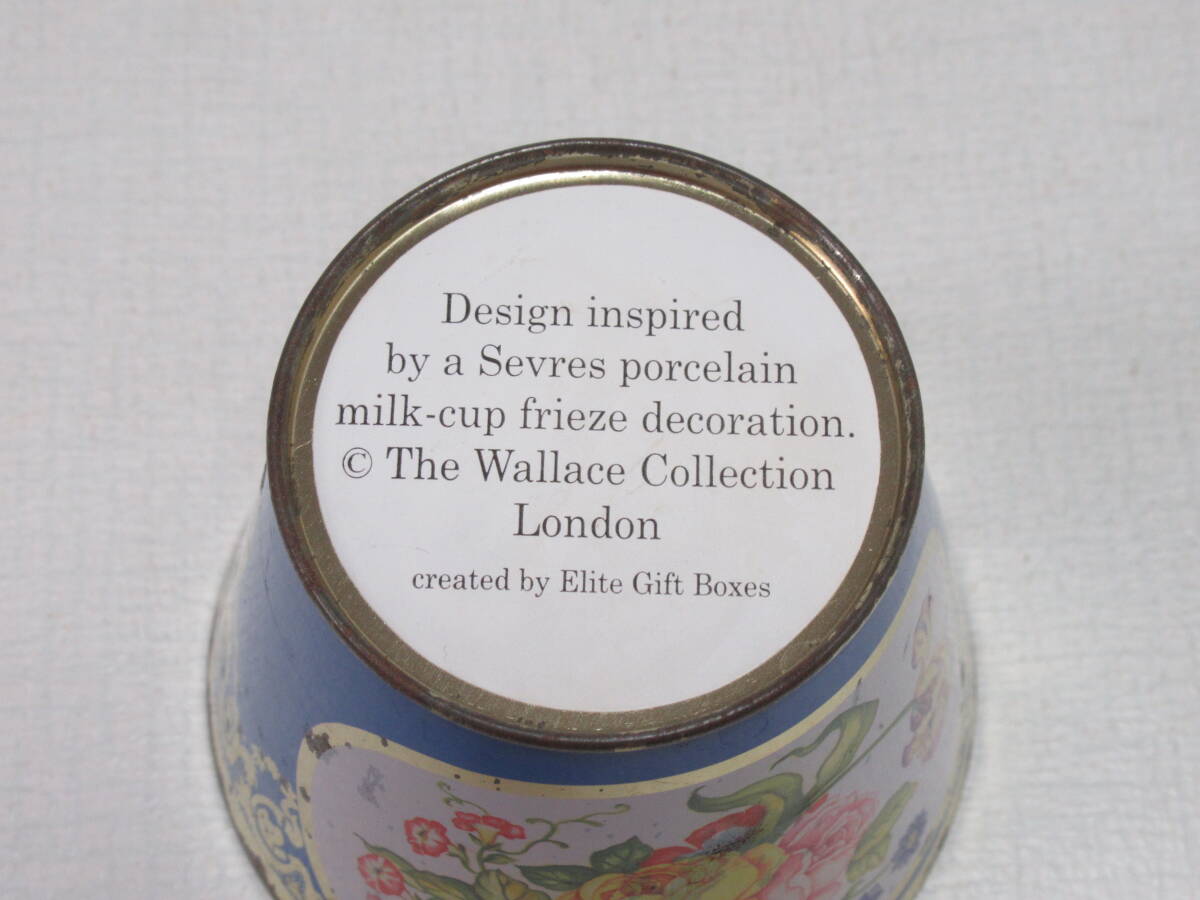 Design inspired
by a Sevres porcelain
milk-cup frieze decoration.
© The Wallace Collection
London
created by Elite Gift Boxes